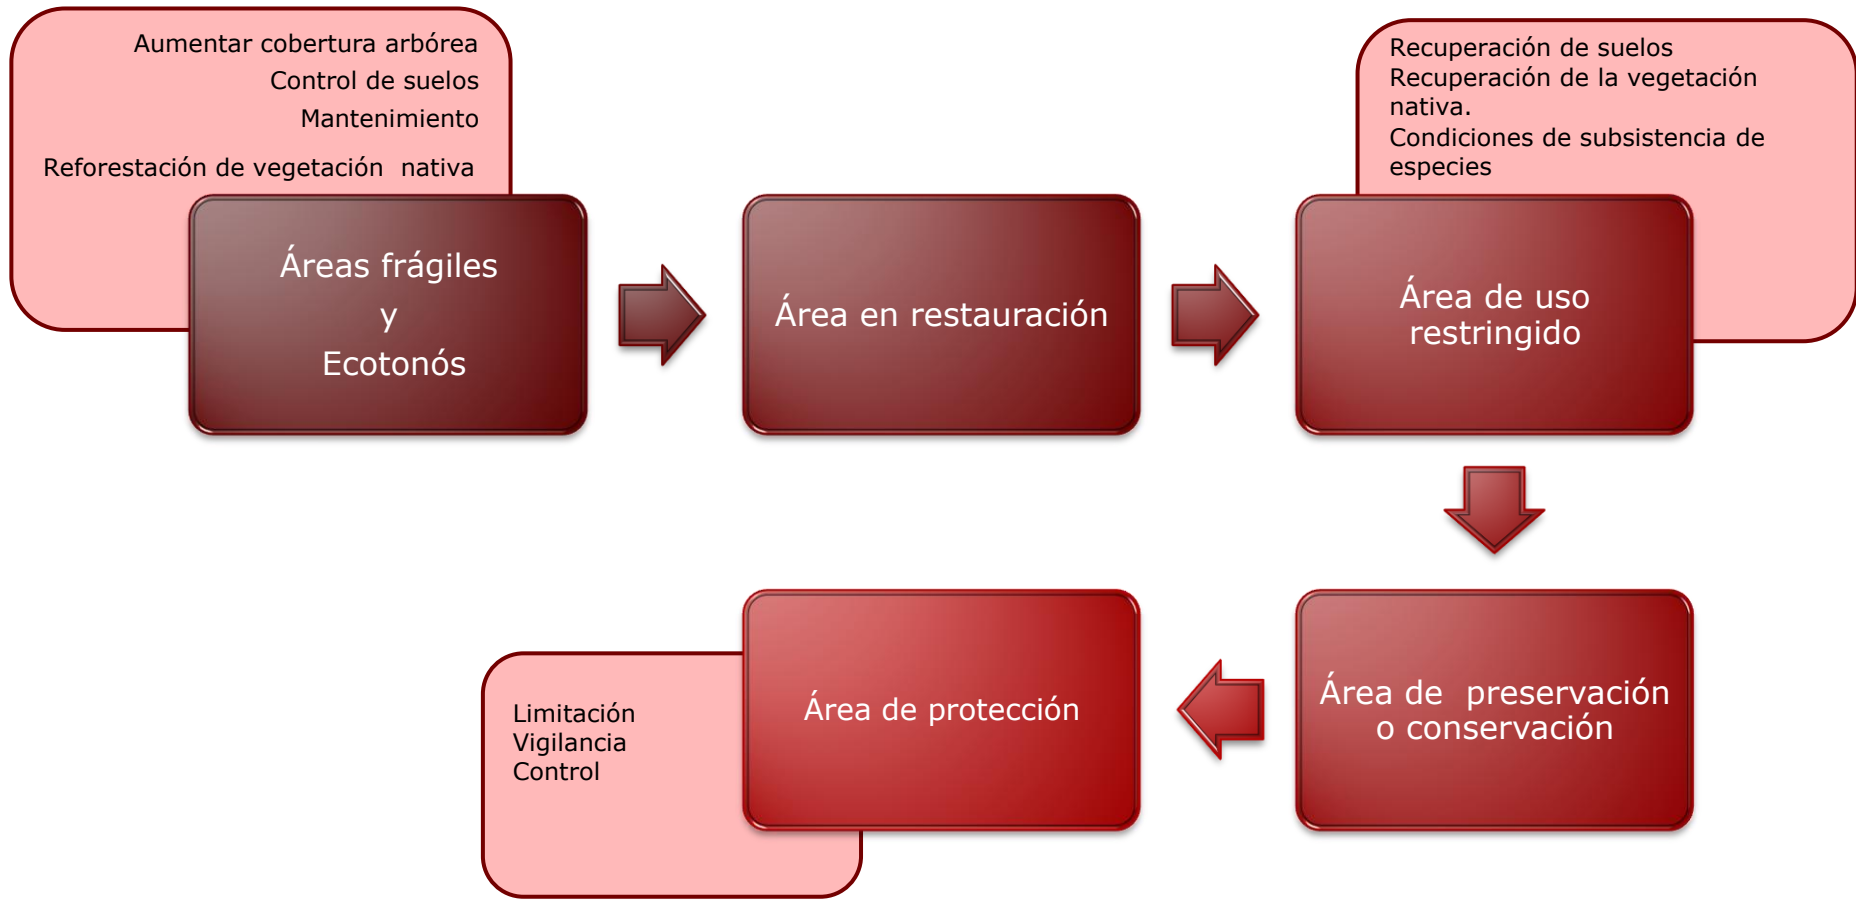 Aumentar cobertura arbórea
Control de suelos
Mantenimiento
Reforestación de vegetación nativa
Áreas frágiles
y
Ecotonós
Área en restauración
Recuperación de suelos
Recuperación de la vegetación
nativa.
Condiciones de subsistencia de
especies
Área de uso
restringido
Área de preservación
o conservación
Área de protección
Limitación
Vigilancia
Control